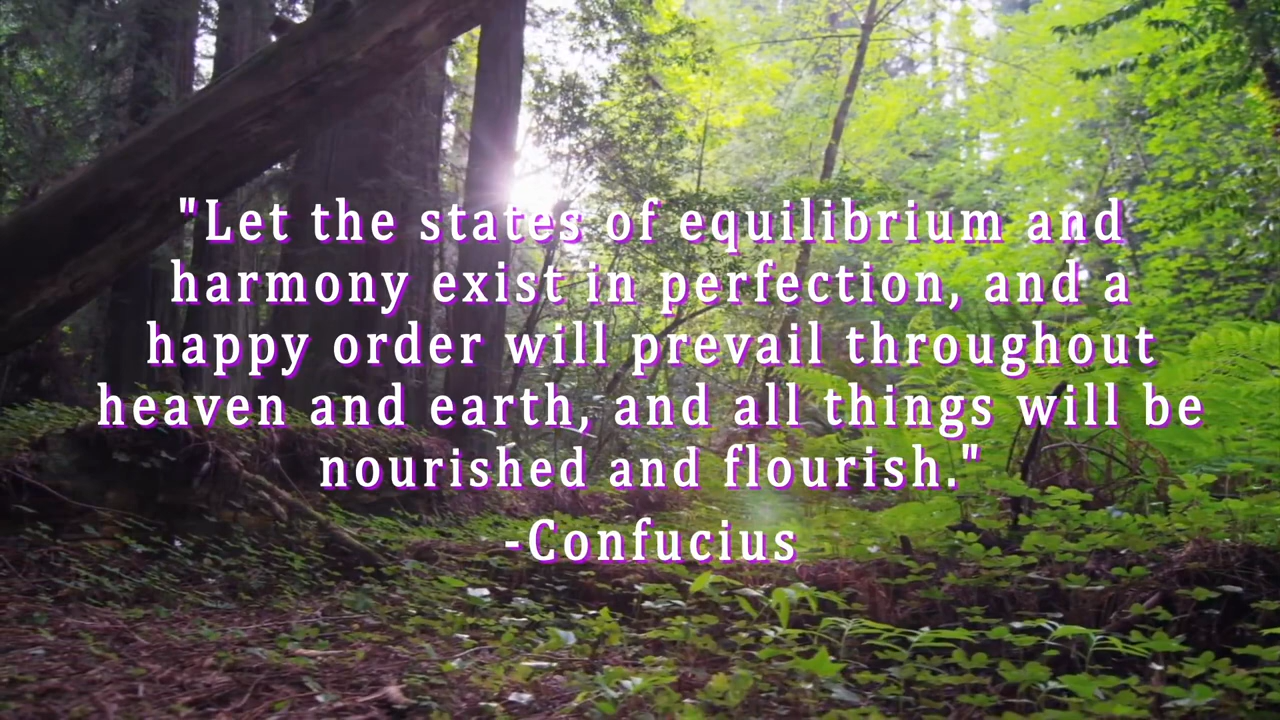 "Let the states of equilibrium and
harmony exist in perfection, and a
happy order will prevail throughout
heaven and earth, and all things will be
nourished and flourish."
-Confucius